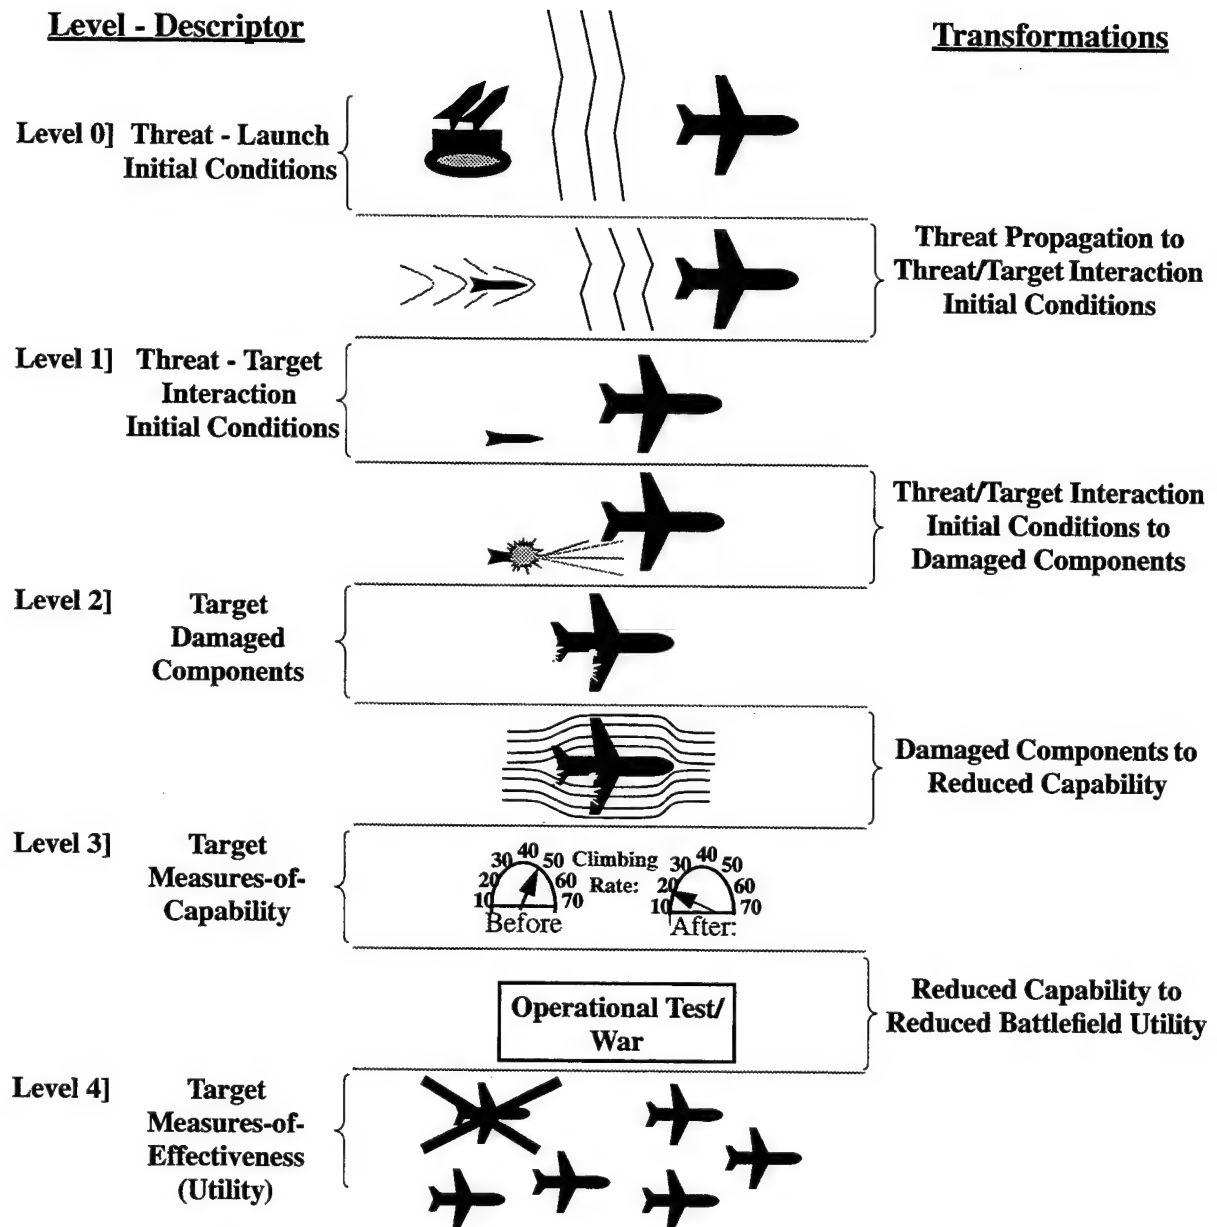 Level - Descriptor
Transformations
Level 0] Threat - Launch
Initial Conditions
Threat Propagation to
Threat/Target Interaction
Initial Conditions
Level 1] Threat - Target
Interaction
Initial Conditions
Threat/Target Interaction
Initial Conditions to
Damaged Components
Level 2] Target
Damaged
Components
Damaged Components to
Reduced Capability
Level 3] Target
Measures-of-
Capability
10 20 30 40 50 60 70
Before
Climbing
Rate:
10 20 30 40 50 60 70
After:
Operational Test/
War
Reduced Capability to
Reduced Battlefield Utility
Level 4] Target
Measures-of-
Effectiveness
(Utility)